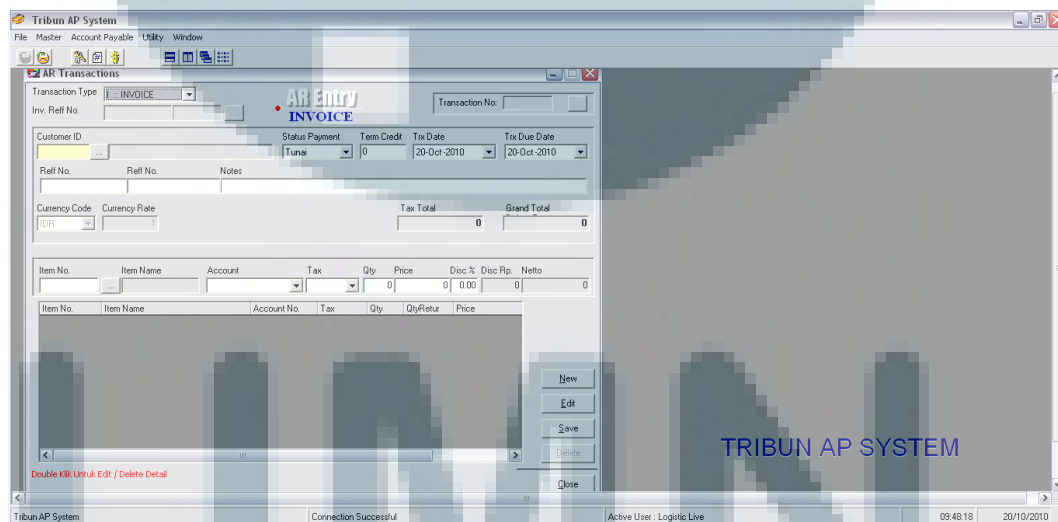 Tribun AP System
File Master Account Payable Utility Window
AR Transactions
Transaction Type I :: INVOICE
AR Entry
Transaction No:
Inv. Reff No.
INVOICE
Customer ID Status Payment Term Credit Trx Date Trx Due Date
... Tunai 0 20-Oct-2010 20-Oct-2010
Reff No. Reff No. Notes
Currency Code Currency Rate Tax Total Grand Total
IDR 1 0 0
Item No. Item Name Account Tax Qty Price Disc % Disc Rp. Netto
... 0 0 0.00 0 0
Item No. Item Name Account No. Tax Qty QtyRetur Price
New
Edit
Save
Delete
Close
Double Klik Untuk Edit / Delete Detail
TRIBUN AP SYSTEM
Tribun AP System Connection Successful Active User : Logistic Live 09:48:18 20/10/2010